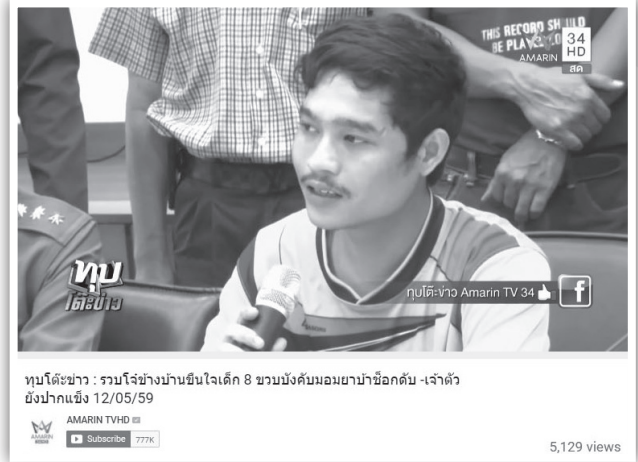 THIS RECORD SHOULD
BE PLAYED LO
AMARIN
34
HD
สด
ทุบ
โต๊ะข่าว
ทุบโต๊ะข่าว Amarin TV 34
f
ทุบโต๊ะข่าว : รวบโจ๋ข้างบ้านขืนใจเด็ก 8 ขวบบังคับมอมยาบ้าช็อกดับ -เจ้าตัว
ยังปากแข็ง 12/05/59
AMARIN TVHD
AMARIN
Subscribe 777K
5,129 views